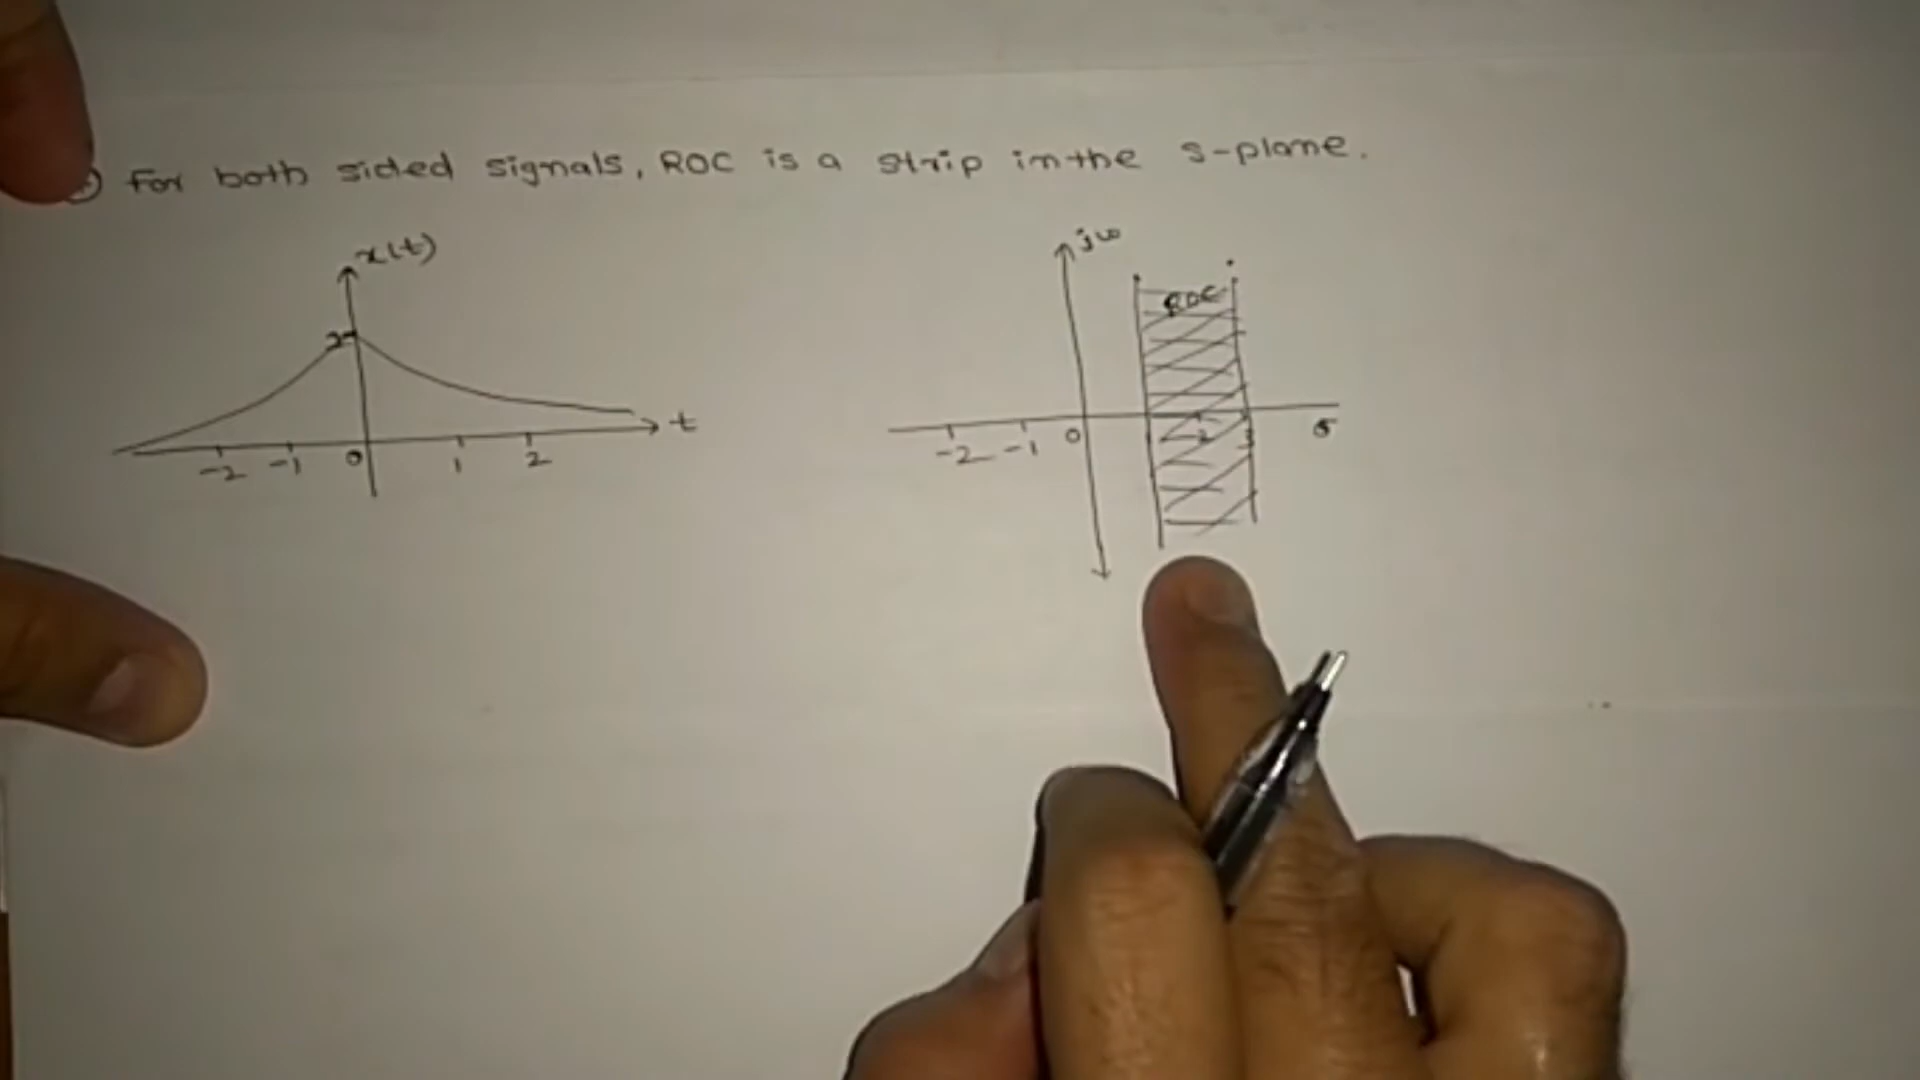 For both sided signals, ROC is a strip in the s-plane.
x(t)
2
t
-2 -1 0 1 2
jω
ROC
-2 -1 0 2 3 σ